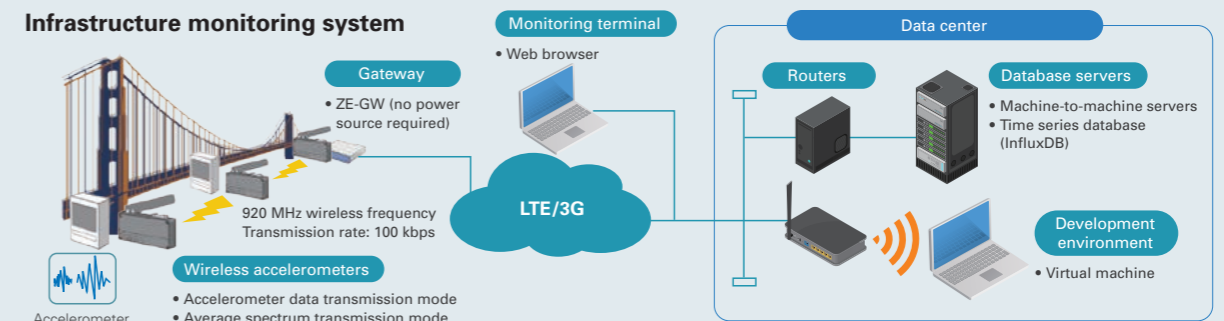 Infrastructure monitoring system
Monitoring terminal
• Web browser
Data center
Gateway
• ZE-GW (no power
source required)
Routers
Database servers
• Machine-to-machine servers
• Time series database
(InfluxDB)
LTE/3G
920 MHz wireless frequency
Transmission rate: 100 kbps
Development
environment
• Virtual machine
Wireless accelerometers
• Accelerometer data transmission mode
• Average spectrum transmission mode
Accelerometer